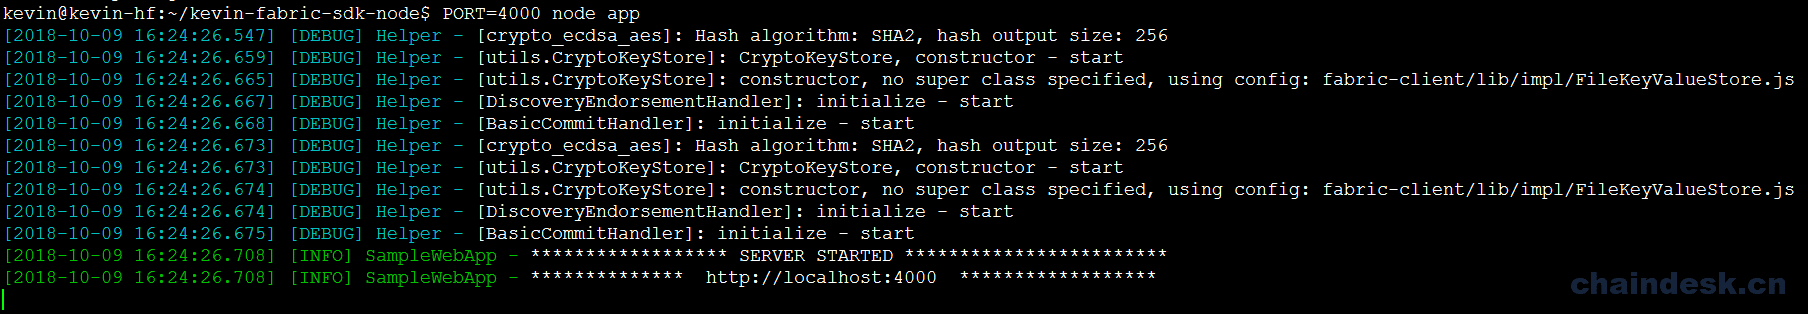 kevin@kevin-hf:~/kevin-fabric-sdk-node$ PORT=4000 node app
[2018-10-09 16:24:26.547] [DEBUG] Helper - [crypto_ecdsa_aes]: Hash algorithm: SHA2, hash output size: 256
[2018-10-09 16:24:26.659] [DEBUG] Helper - [utils.CryptoKeyStore]: CryptoKeyStore, constructor - start
[2018-10-09 16:24:26.665] [DEBUG] Helper - [utils.CryptoKeyStore]: constructor, no super class specified, using config: fabric-client/lib/impl/FileKeyValueStore.js
[2018-10-09 16:24:26.667] [DEBUG] Helper - [DiscoveryEndorsementHandler]: initialize - start
[2018-10-09 16:24:26.668] [DEBUG] Helper - [BasicCommitHandler]: initialize - start
[2018-10-09 16:24:26.673] [DEBUG] Helper - [crypto_ecdsa_aes]: Hash algorithm: SHA2, hash output size: 256
[2018-10-09 16:24:26.673] [DEBUG] Helper - [utils.CryptoKeyStore]: CryptoKeyStore, constructor - start
[2018-10-09 16:24:26.674] [DEBUG] Helper - [utils.CryptoKeyStore]: constructor, no super class specified, using config: fabric-client/lib/impl/FileKeyValueStore.js
[2018-10-09 16:24:26.674] [DEBUG] Helper - [DiscoveryEndorsementHandler]: initialize - start
[2018-10-09 16:24:26.675] [DEBUG] Helper - [BasicCommitHandler]: initialize - start
[2018-10-09 16:24:26.708] [INFO] SampleWebApp - ****************** SERVER STARTED ************************
[2018-10-09 16:24:26.708] [INFO] SampleWebApp - **************  http://localhost:4000  ******************
chaindesk.cn